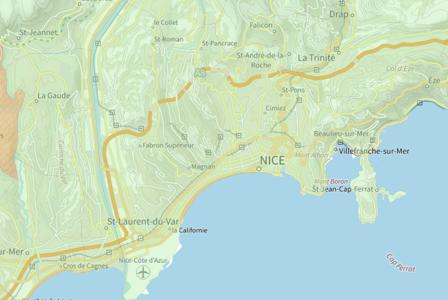 le Collet
Drap
Falicon
St-Jeannet
St-Roman
St-Pancrace
St-André-de-la-
Roche
La Trinité
Col d'Èze
Èze
St-Pons
La Gaude
Cimiez
Beaulieu-sur-Mer
Fabron Supérieur
Villefranche-sur-Mer
Mont Alban
NICE
Magnan
Mont Boron
St-Jean-Cap-Ferrat
St-Laurent-du-Var
la Californie
ur-Mer
Nice-Côte d'Azur
Cros de Cagnes
Cap Ferrat